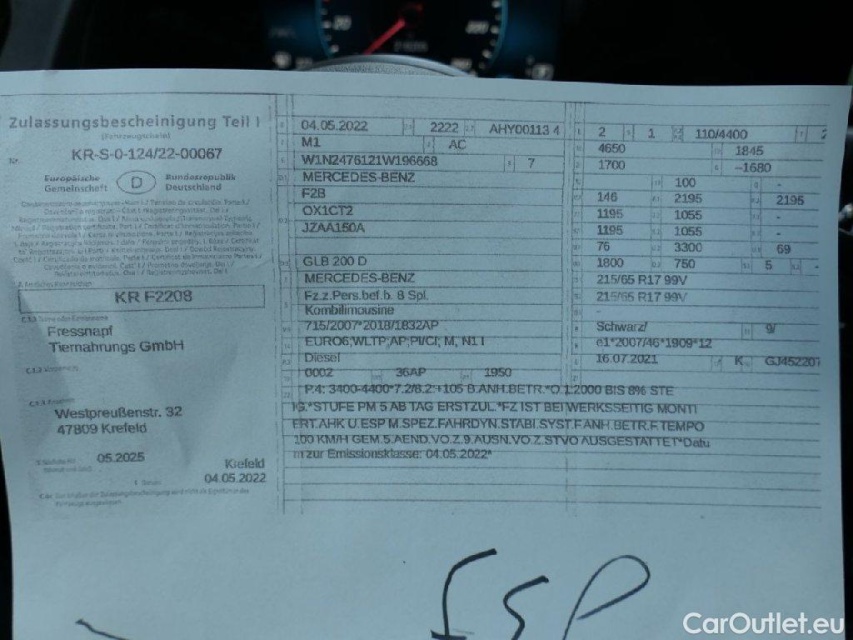 Zulassungsbescheinigung Teil I
(Fahrzeugschein)
Nr. KR-S-0-124/22-00067
Europäische Gemeinschaft D Bundesrepublik Deutschland
KR F2208
Fressnapf
Tiernahrungs GmbH
Westpreußenstr. 32
47809 Krefeld
05.2025
Krefeld
04.05.2022
04.05.2022 2222 AHY00113 4
M1 AC
W1N2476121W196668 7
MERCEDES-BENZ
F2B
OX1CT2
JZAA150A
GLB 200 D
MERCEDES-BENZ
Fz.z.Pers.bef.b. 8 Spl.
Kombilimousine
715/2007*2018/1832AP
EURO6;WLTP;AP;PI/CI; M, N1 I
Diesel
0002 36AP 1950
2 1 110/4400 2
4650 1845
1700 –1680
100 -
146 2195 2195
1195 1055 -
1195 1055 -
76 3300 69
1800 750 5 -
215/65 R17 99V
215/65 R17 99V
-
Schwarz/ 9/
e1*2007/46*1909*12
16.07.2021 K GJ452207
P.4: 3400-4400*7.2/8.2:+105 B.ANH.BETR.*O.1:2000 BIS 8% STE
IG.*STUFE PM 5 AB TAG ERSTZUL.*FZ IST BEI WERKSSEITIG MONTI
ERT.AHK U.ESP M.SPEZ.FAHRDYN.STABI.SYST.F.ANH.BETR.F.TEMPO
100 KM/H GEM.5.AEND.VO.Z.9.AUSN.VO.Z.STVO AUSGESTATTET*Datu
m zur Emissionsklasse: 04.05.2022*
ESP
CarOutlet.eu